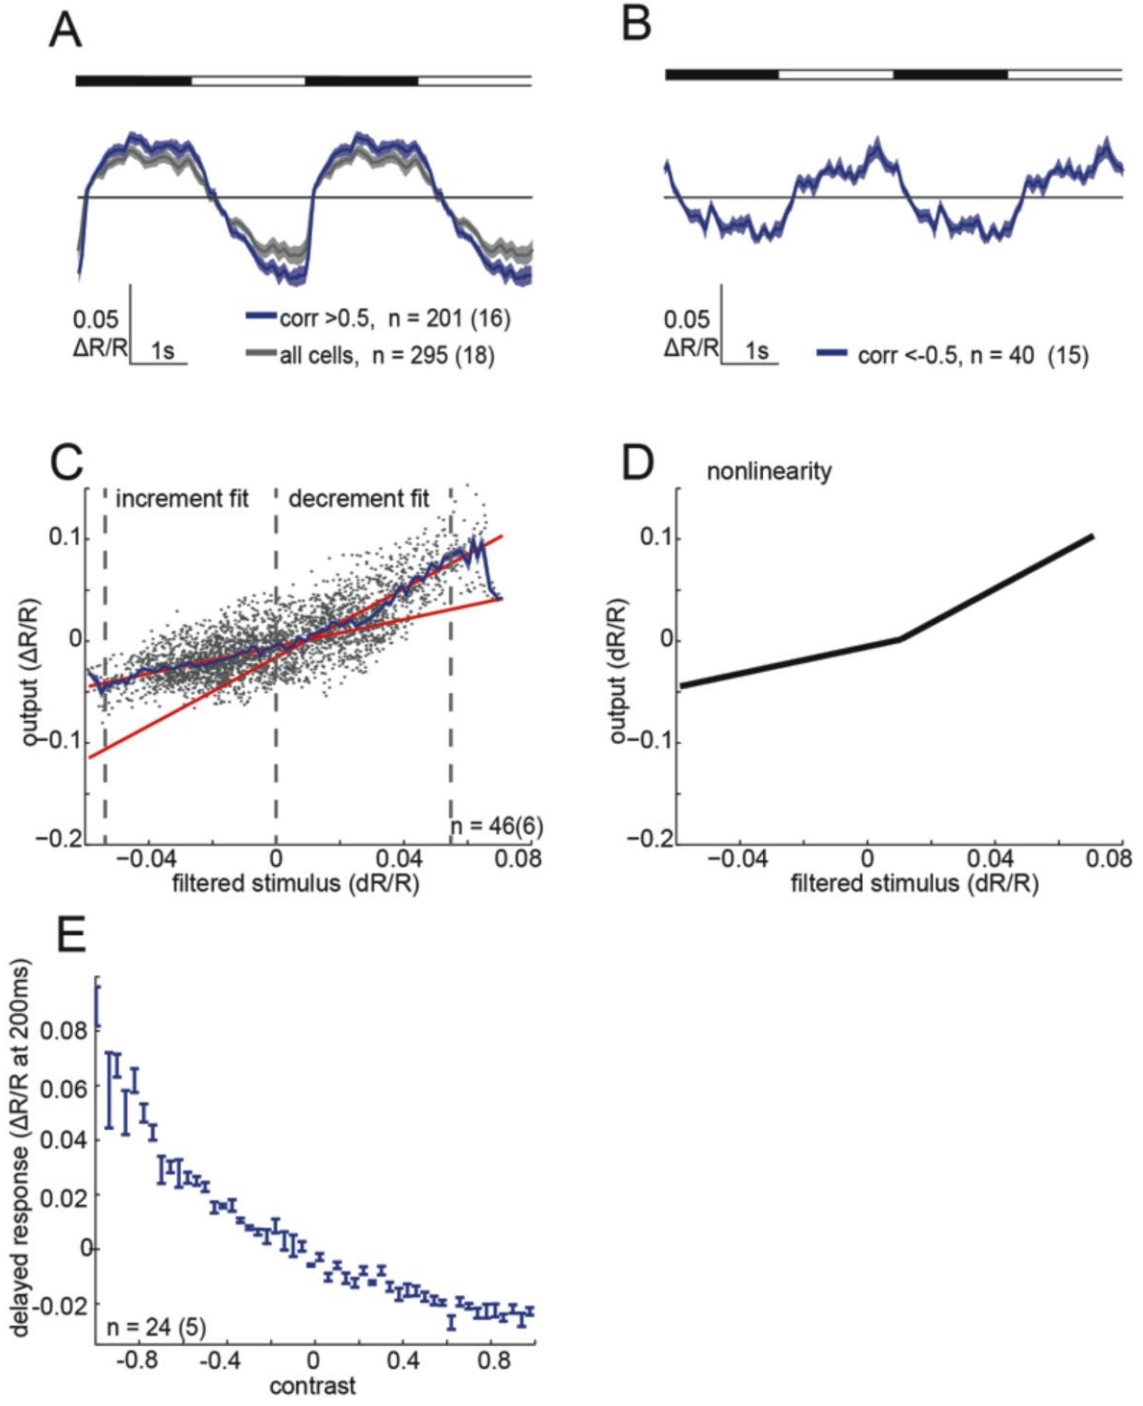 A
B
0.05
ΔR/R
1s
corr >0.5, n = 201 (16)
all cells, n = 295 (18)
0.05
ΔR/R
1s
corr <-0.5, n = 40 (15)
C
increment fit
decrement fit
0.1
0
−0.1
−0.2
output (ΔR/R)
n = 46(6)
−0.04
0
0.04
0.08
filtered stimulus (dR/R)
D
nonlinearity
0.1
0
−0.1
−0.2
output (dR/R)
−0.04
0
0.04
0.08
filtered stimulus (dR/R)
E
delayed response (ΔR/R at 200ms)
0.08
0.06
0.04
0.02
0
-0.02
n = 24 (5)
-0.8
-0.4
0
0.4
0.8
contrast